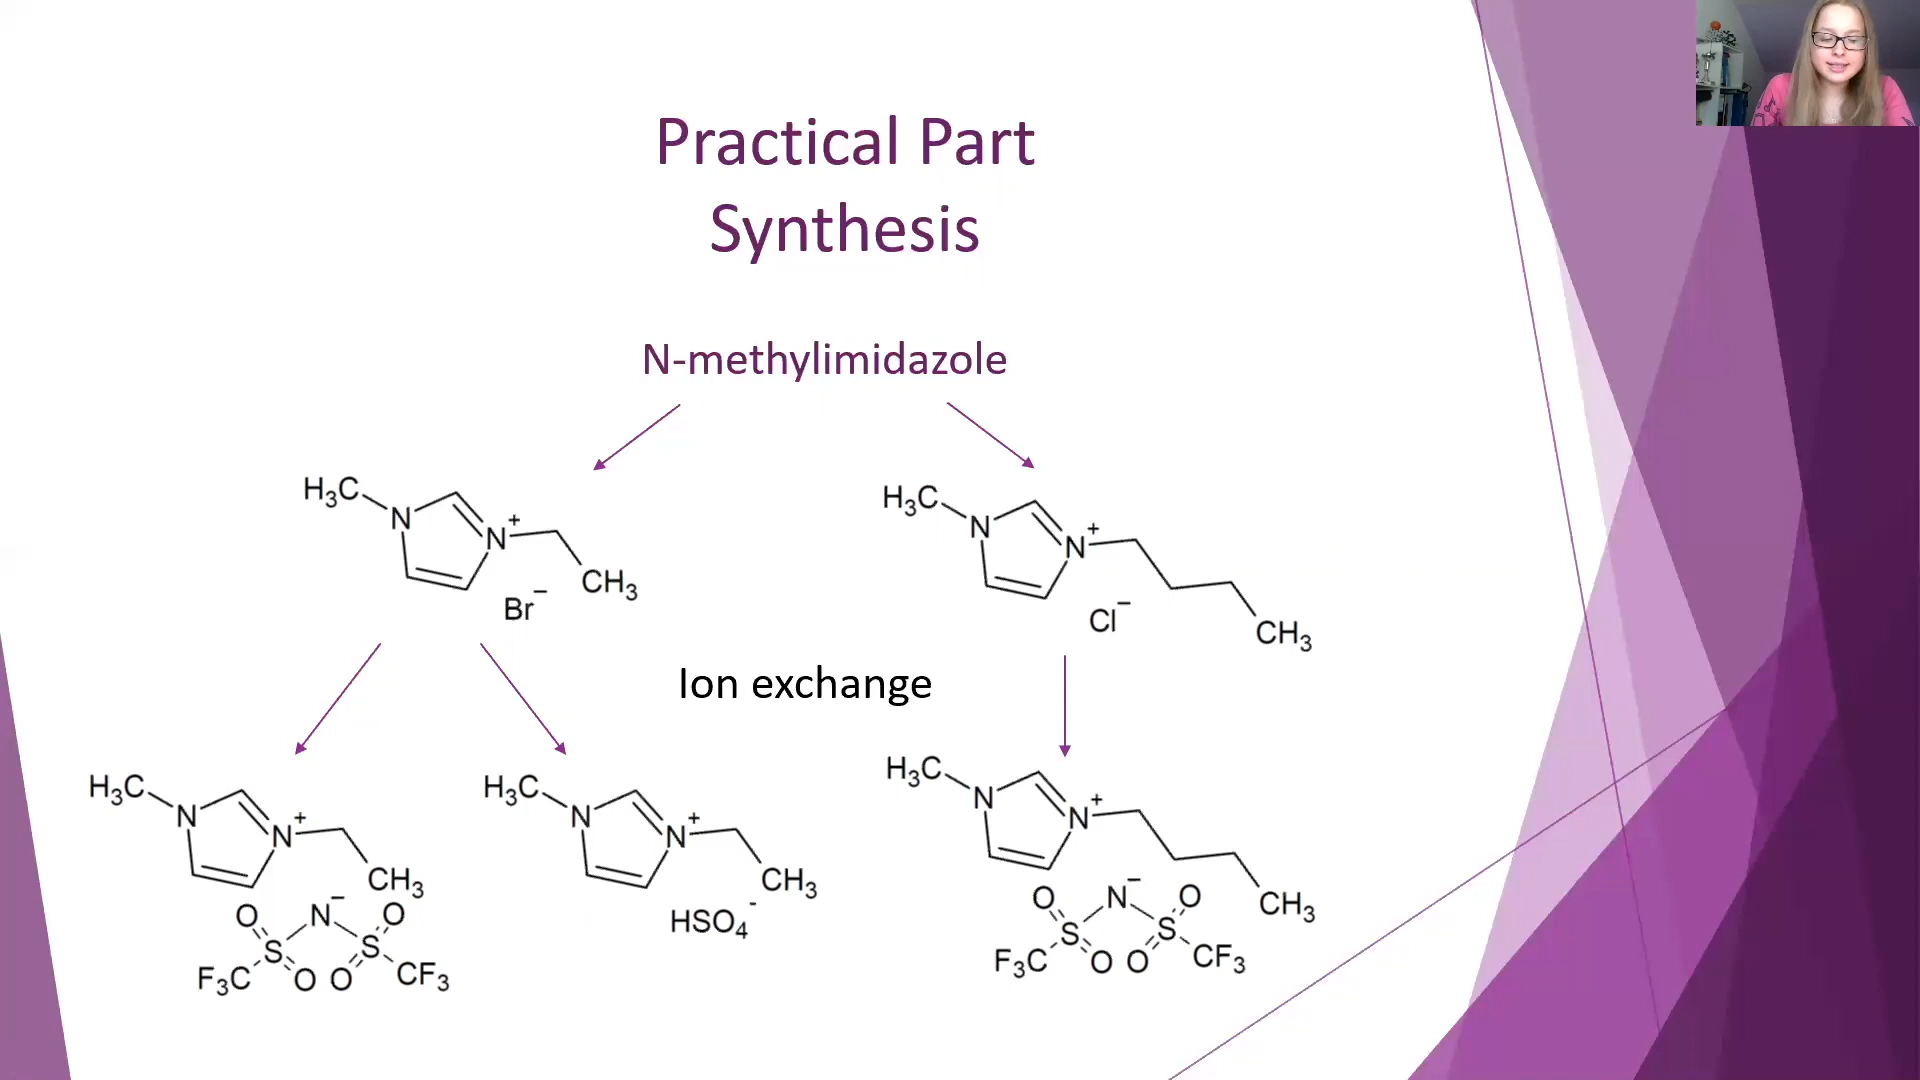 Practical Part
Synthesis
N-methylimidazole
H₃C
N
N⁺
CH₃
Br⁻
H₃C
N
N⁺
CH₃
Cl⁻
Ion exchange
H₃C
N
N⁺
CH₃
O N⁻ O
S S
F₃C O O CF₃
H₃C
N
N⁺
CH₃
HSO₄⁻
H₃C
N
N⁺
CH₃
O N⁻ O
S S
F₃C O O CF₃